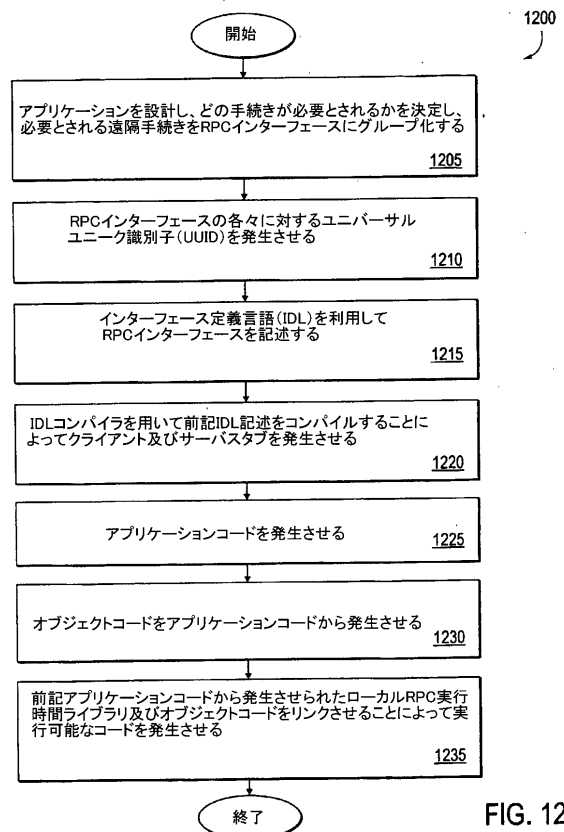 1200
開始
アプリケーションを設計し、どの手続きが必要とされるかを決定し、
必要とされる遠隔手続きをRPCインターフェースにグループ化する
1205
RPCインターフェースの各々に対するユニバーサル
ユニーク識別子(UUID)を発生させる
1210
インターフェース定義言語(IDL)を利用して
RPCインターフェースを記述する
1215
IDLコンパイラを用いて前記IDL記述をコンパイルすることに
よってクライアント及びサーバスタブを発生させる
1220
アプリケーションコードを発生させる
1225
オブジェクトコードをアプリケーションコードから発生させる
1230
前記アプリケーションコードから発生させられたローカルRPC実行
時間ライブラリ及びオブジェクトコードをリンクさせることによって実
行可能なコードを発生させる
1235
終了
FIG. 12